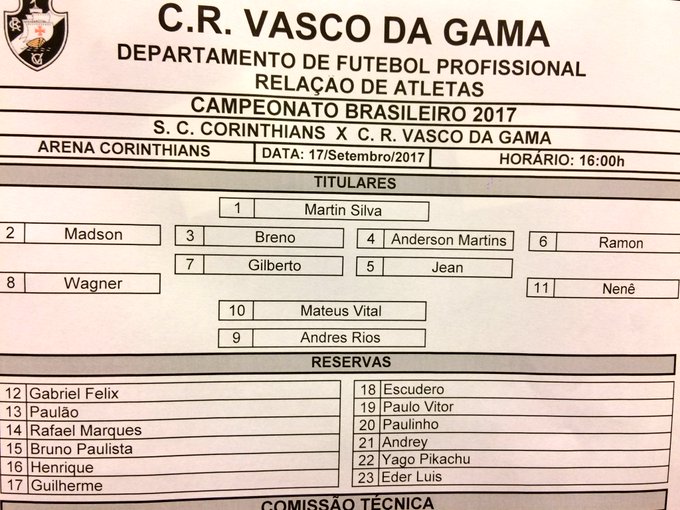 C.R. VASCO DA GAMA
DEPARTAMENTO DE FUTEBOL PROFISSIONAL
RELAÇAO DE ATLETAS
CAMPEONATO BRASILEIRO 2017
S. C. CORINTHIANS X C. R. VASCO DA GAMA
ARENA CORINTHIANS DATA: 17/Setembro/2017 HORÁRIO: 16:00h
TITULARES
1 Martin Silva
2 Madson 3 Breno 4 Anderson Martins 6 Ramon
7 Gilberto 5 Jean
8 Wagner 11 Nenê
10 Mateus Vital
9 Andres Rios
RESERVAS
12 Gabriel Felix
13 Paulão
14 Rafael Marques
15 Bruno Paulista
16 Henrique
17 Guilherme
18 Escudero
19 Paulo Vitor
20 Paulinho
21 Andrey
22 Yago Pikachu
23 Eder Luis
COMISSÃO TÉCNICA